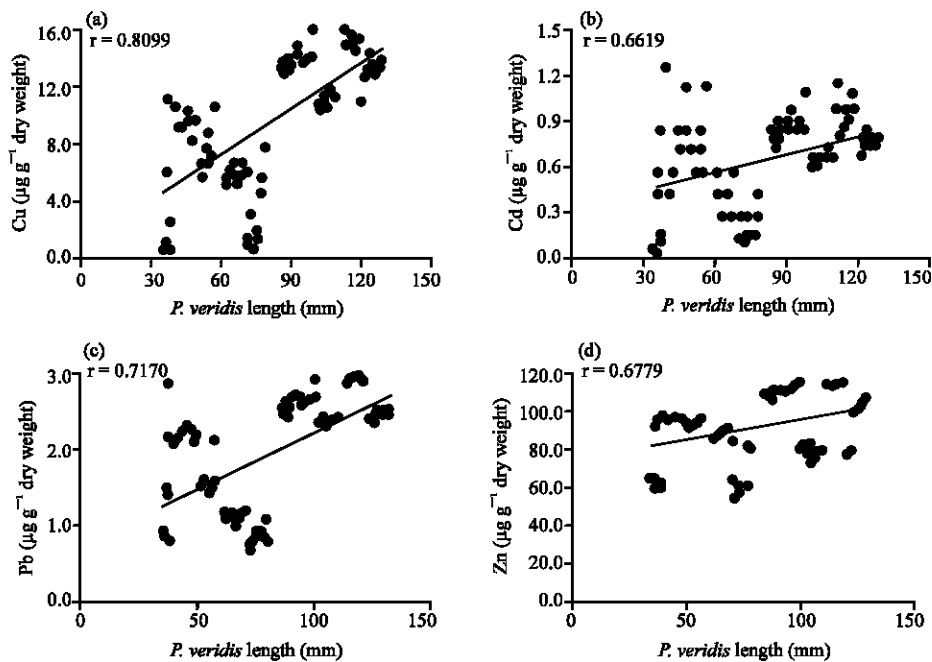 (a)
r = 0.8099
16.0
12.0
8.0
4.0
0.0
Cu (µg g⁻¹ dry weight)
0 30 60 90 120 150
P. veridis length (mm)
(b)
r = 0.6619
1.5
1.2
0.9
0.6
0.3
0.0
Cd (µg g⁻¹ dry weight)
0 30 60 90 120 150
P. veridis length (mm)
(c)
r = 0.7170
3.0
2.0
1.0
0.0
Pb (µg g⁻¹ dry weight)
0 50 100 150
P. veridis length (mm)
(d)
r = 0.6779
120.0
100.0
80.0
60.0
40.0
20.0
0.0
Zn (µg g⁻¹ dry weight)
0 50 100 150
P. veridis length (mm)